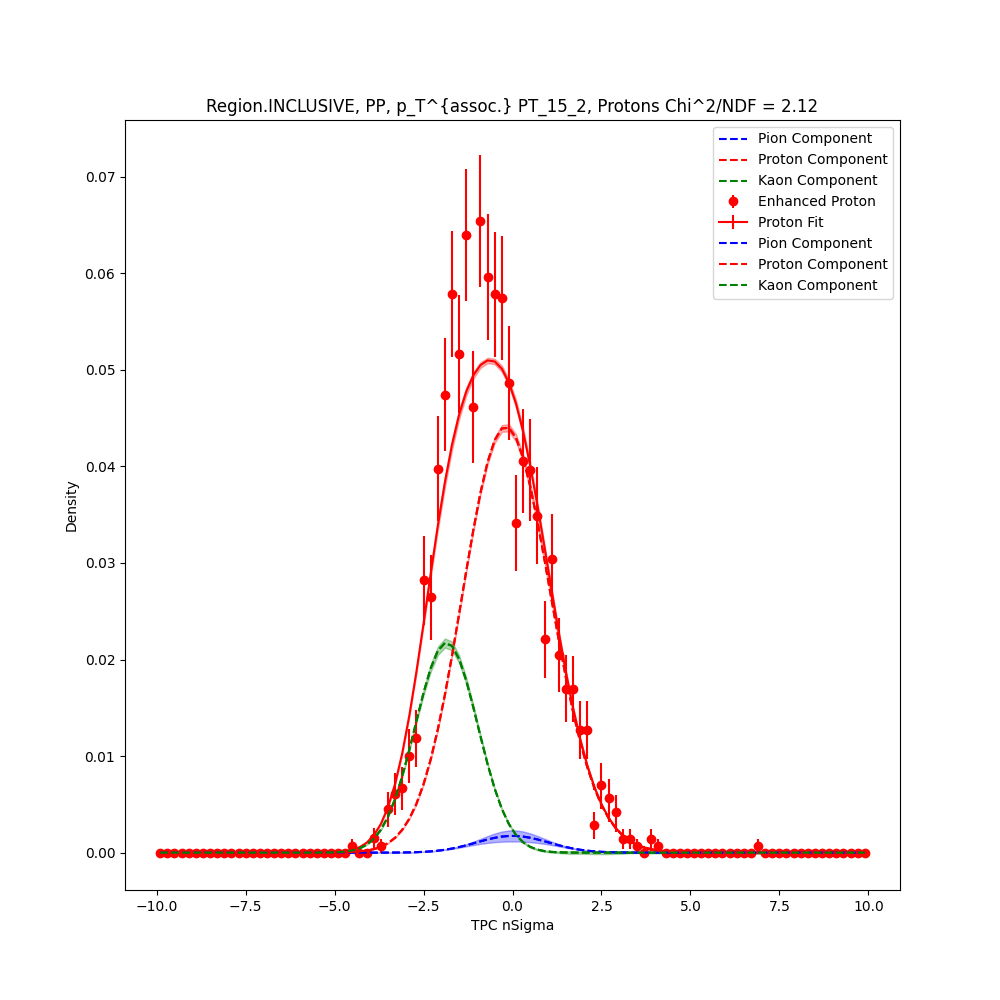 Region.INCLUSIVE, PP, p_T^{assoc.} PT_15_2, Protons Chi^2/NDF = 2.12
Pion Component
Proton Component
Kaon Component
Enhanced Proton
Proton Fit
Pion Component
Proton Component
Kaon Component
0.07
0.06
0.05
0.04
0.03
0.02
0.01
0.00
Density
−10.0 −7.5 −5.0 −2.5 0.0 2.5 5.0 7.5 10.0
TPC nSigma